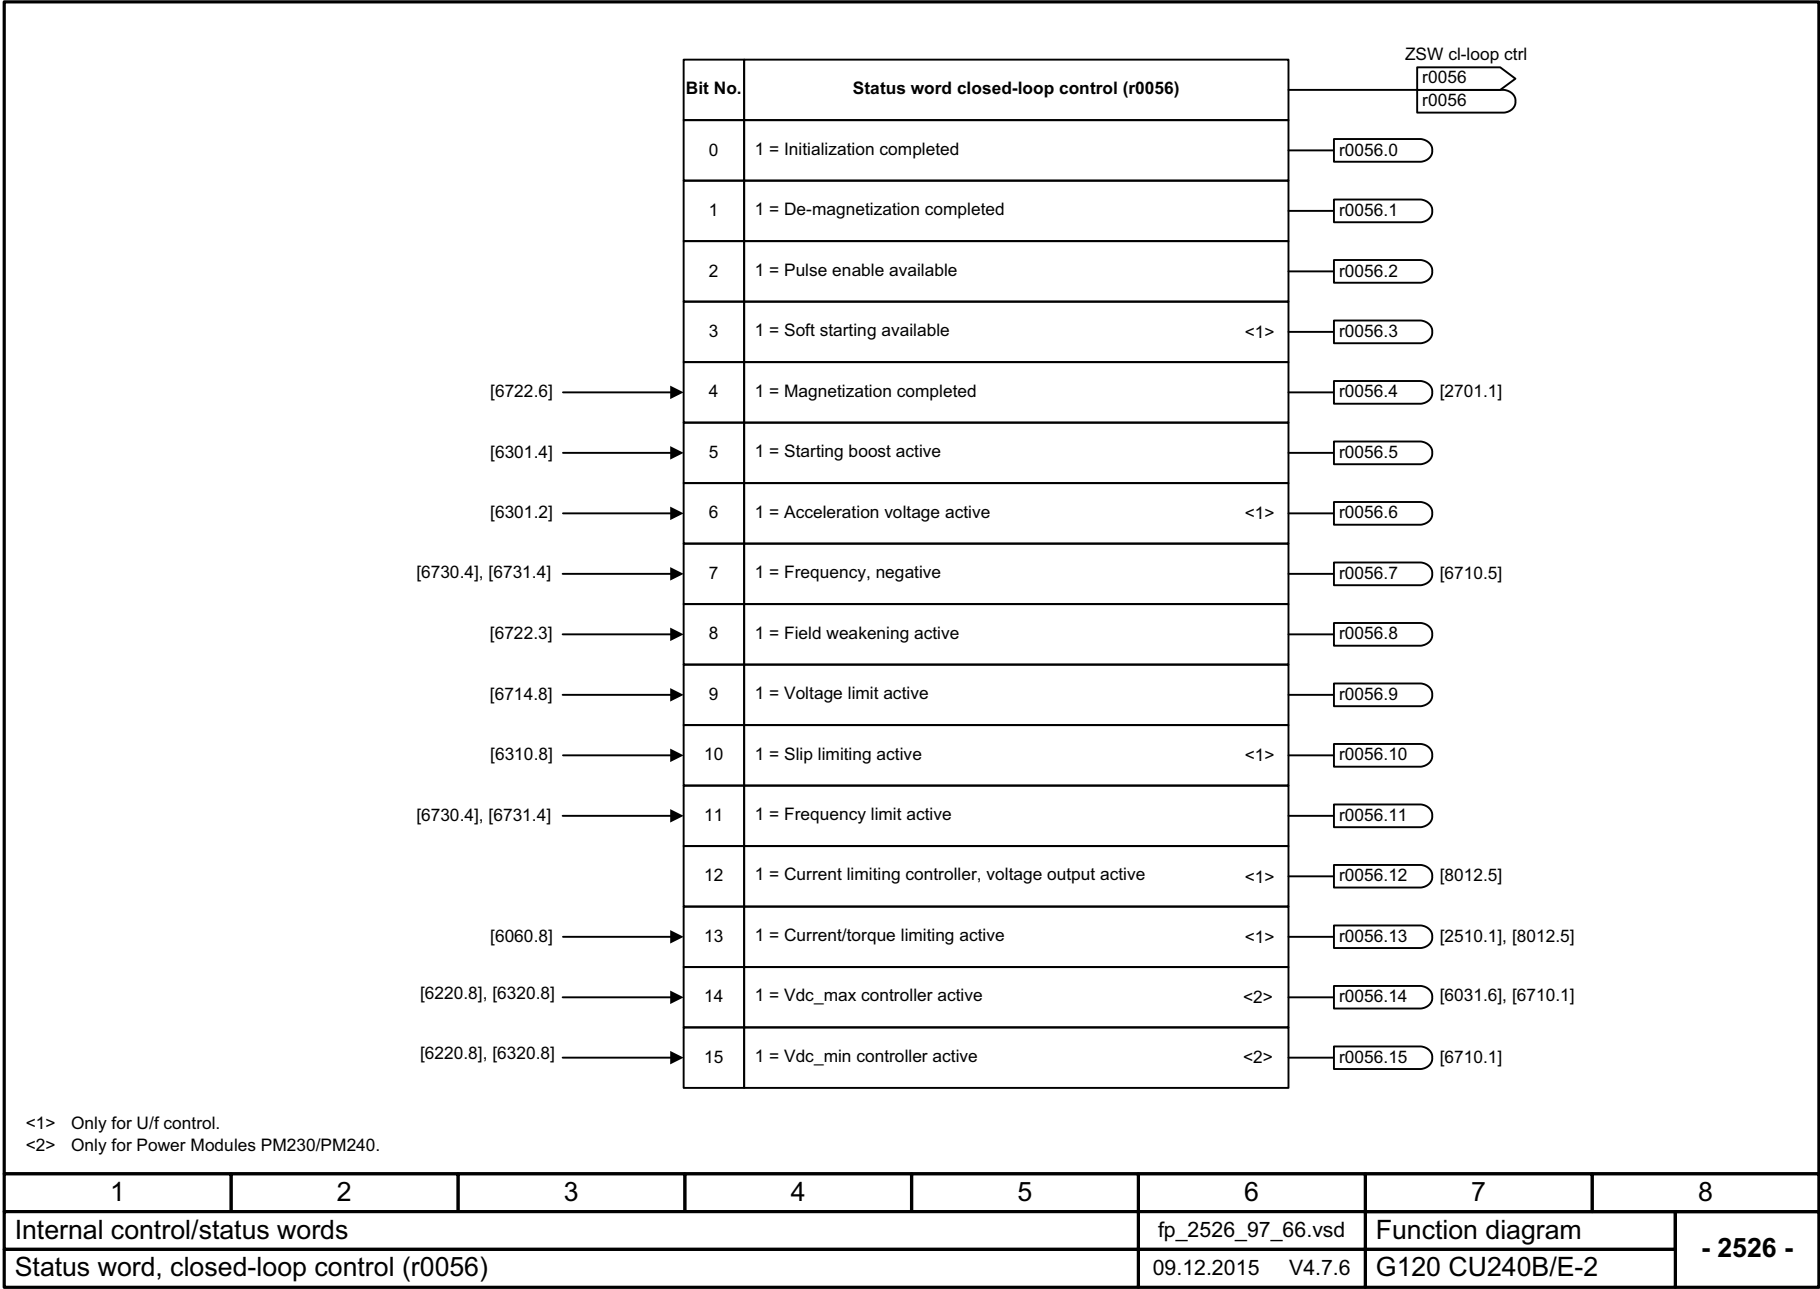 ZSW cl-loop ctrl
Bit No. Status word closed-loop control (r0056) r0056
r0056
0 1 = Initialization completed r0056.0
1 1 = De-magnetization completed r0056.1
2 1 = Pulse enable available r0056.2
3 1 = Soft starting available <1> r0056.3
[6722.6] 4 1 = Magnetization completed r0056.4 [2701.1]
[6301.4] 5 1 = Starting boost active r0056.5
[6301.2] 6 1 = Acceleration voltage active <1> r0056.6
[6730.4], [6731.4] 7 1 = Frequency, negative r0056.7 [6710.5]
[6722.3] 8 1 = Field weakening active r0056.8
[6714.8] 9 1 = Voltage limit active r0056.9
[6310.8] 10 1 = Slip limiting active <1> r0056.10
[6730.4], [6731.4] 11 1 = Frequency limit active r0056.11
12 1 = Current limiting controller, voltage output active <1> r0056.12 [8012.5]
[6060.8] 13 1 = Current/torque limiting active <1> r0056.13 [2510.1], [8012.5]
[6220.8], [6320.8] 14 1 = Vdc_max controller active <2> r0056.14 [6031.6], [6710.1]
[6220.8], [6320.8] 15 1 = Vdc_min controller active <2> r0056.15 [6710.1]
<1> Only for U/f control.
<2> Only for Power Modules PM230/PM240.
1 2 3 4 5 6 7 8
Internal control/status words fp_2526_97_66.vsd Function diagram - 2526 -
Status word, closed-loop control (r0056) 09.12.2015 V4.7.6 G120 CU240B/E-2